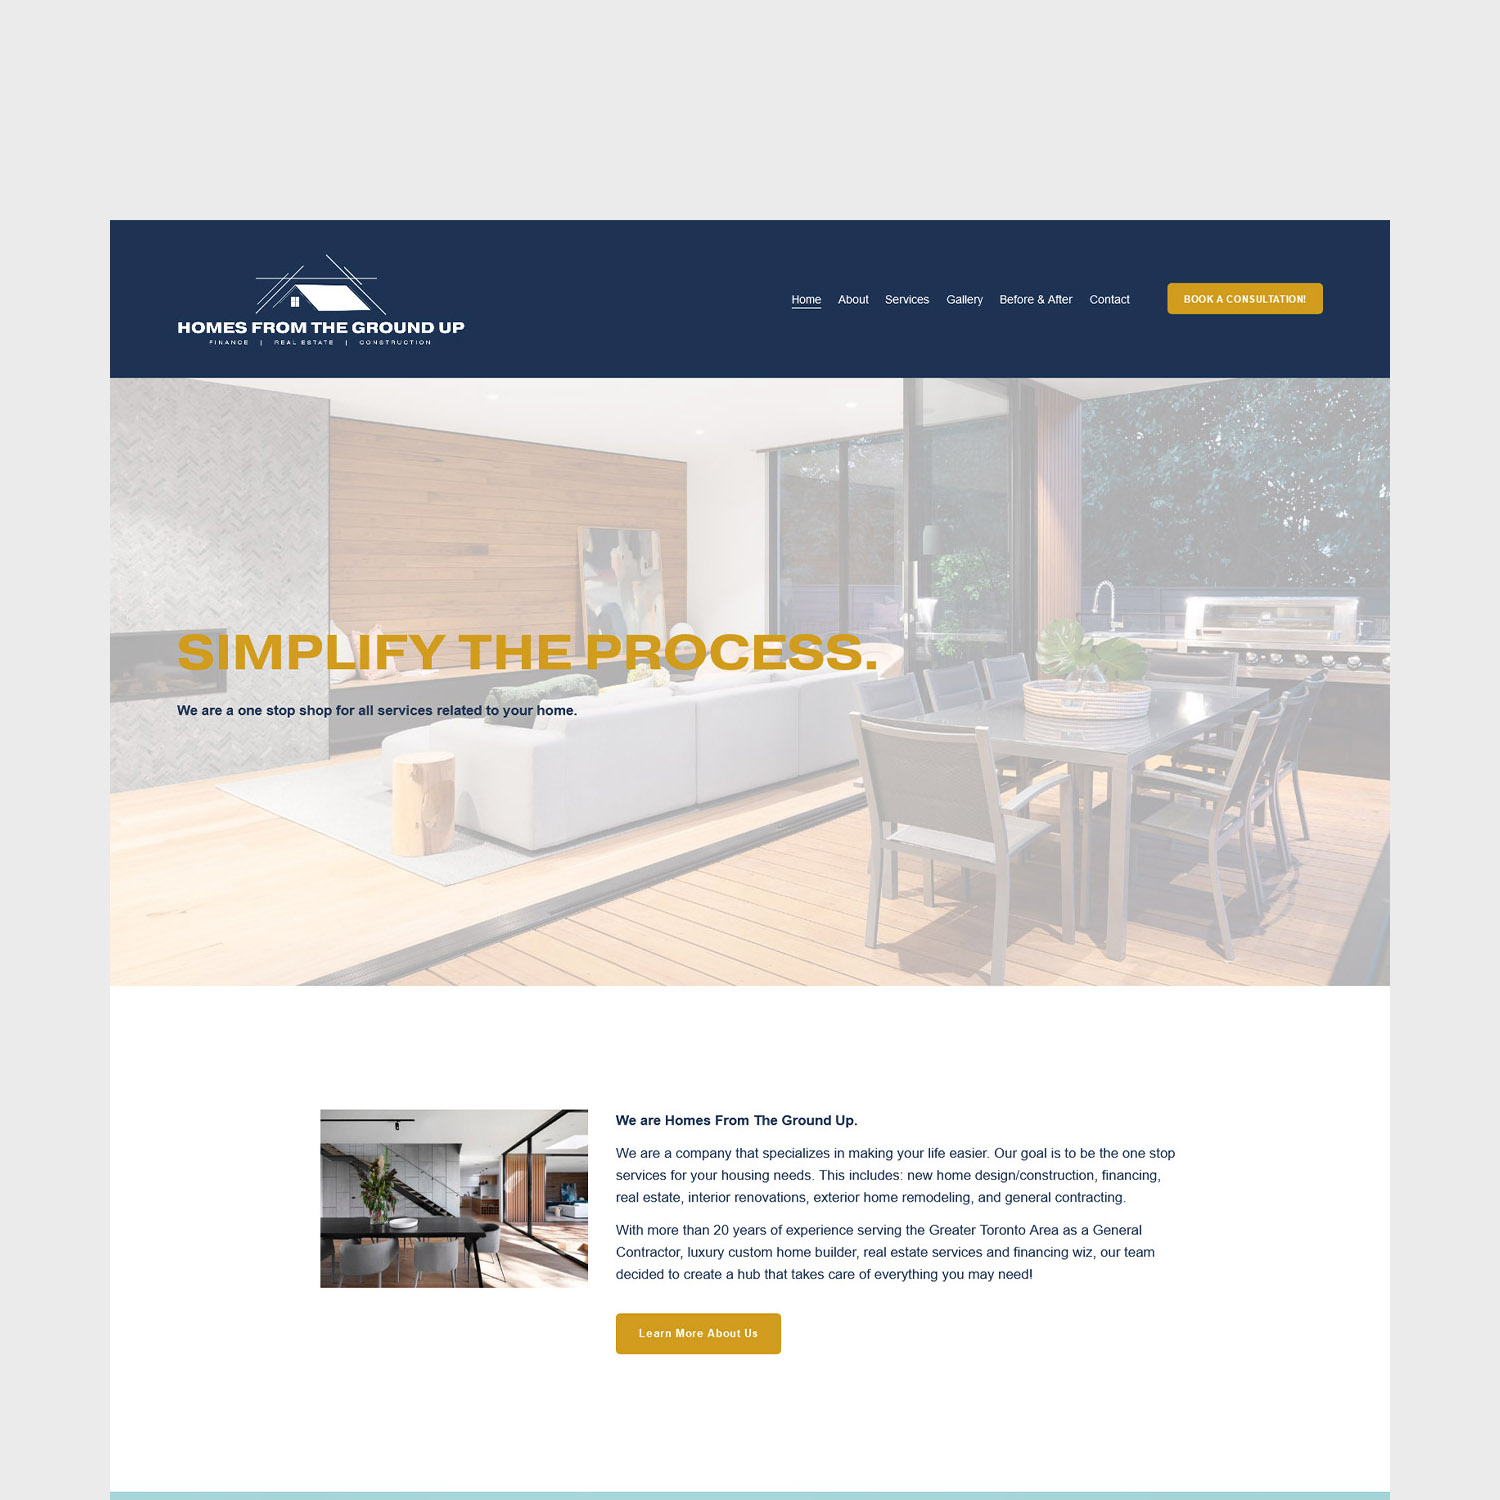 HOMES FROM THE GROUND UP
FINANCE | REAL ESTATE | CONSTRUCTION
Home About Services Gallery Before & After Contact
BOOK A CONSULTATION!
SIMPLIFY THE PROCESS.
We are a one stop shop for all services related to your home.
We are Homes From The Ground Up.
We are a company that specializes in making your life easier. Our goal is to be the one stop
services for your housing needs. This includes: new home design/construction, financing,
real estate, interior renovations, exterior home remodeling, and general contracting.
With more than 20 years of experience serving the Greater Toronto Area as a General
Contractor, luxury custom home builder, real estate services and financing wiz, our team
decided to create a hub that takes care of everything you may need!
Learn More About Us